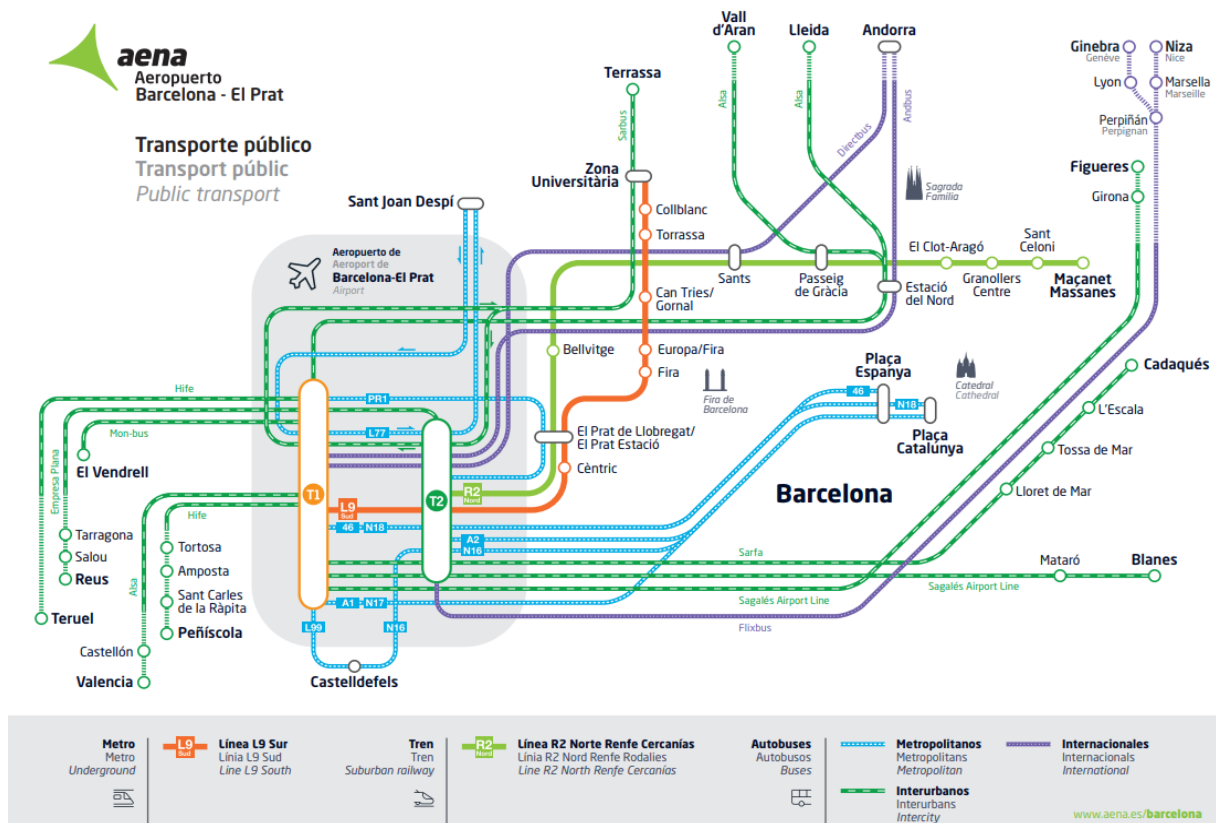 aena
Aeropuerto
Barcelona - El Prat
Transporte público
Transport públic
Public transport
Vall
d'Aran
Lleida
Andorra
Ginebra
Genève
Niza
Nice
Lyon
Marsella
Marseille
Perpiñán
Perpignan
Terrassa
Sarbus
Alsa
Alsa
Directbus
Andbus
Zona
Universitària
Sant Joan Despí
Collblanc
Torrassa
Sagrada
Familia
Figueres
Girona
Aeropuerto de
Aeroport de
Barcelona-El Prat
Airport
Sants
Passeig
de Gràcia
El Clot-Aragó
Sant
Celoni
Granollers
Centre
Maçanet
Massanes
Estació
del Nord
Can Tries/
Gornal
Bellvitge
Europa/Fira
Fira
Fira de
Barcelona
Plaça
Espanya
Catedral
Cathedral
Cadaqués
46
N18
Plaça
Catalunya
L'Escala
Tossa de Mar
Lloret de Mar
Hife
PR1
Mon-bus
L77
El Vendrell
Empresa Plana
El Prat de Llobregat/
El Prat Estació
Cèntric
Barcelona
T1
T2
R2
Nord
L9
Sud
Hife
46
N18
A2
N16
Tarragona
Salou
Reus
Alsa
Tortosa
Amposta
Sant Carles
de la Ràpita
Peñíscola
Teruel
Castellón
Valencia
Sarfa
Mataró
Blanes
Sagalés Airport Line
Sagalés Airport Line
A1
N17
L99
N16
Flixbus
Castelldefels
Metro
Metro
Underground
L9
Sud
Línea L9 Sur
Línia L9 Sud
Line L9 South
Tren
Tren
Suburban railway
R2
Nord
Línea R2 Norte Renfe Cercanías
Línia R2 Nord Renfe Rodalies
Line R2 North Renfe Cercanías
Autobuses
Autobusos
Buses
Metropolitanos
Metropolitans
Metropolitan
Interurbanos
Interurbans
Intercity
Internacionales
Internacionals
International
www.aena.es/barcelona